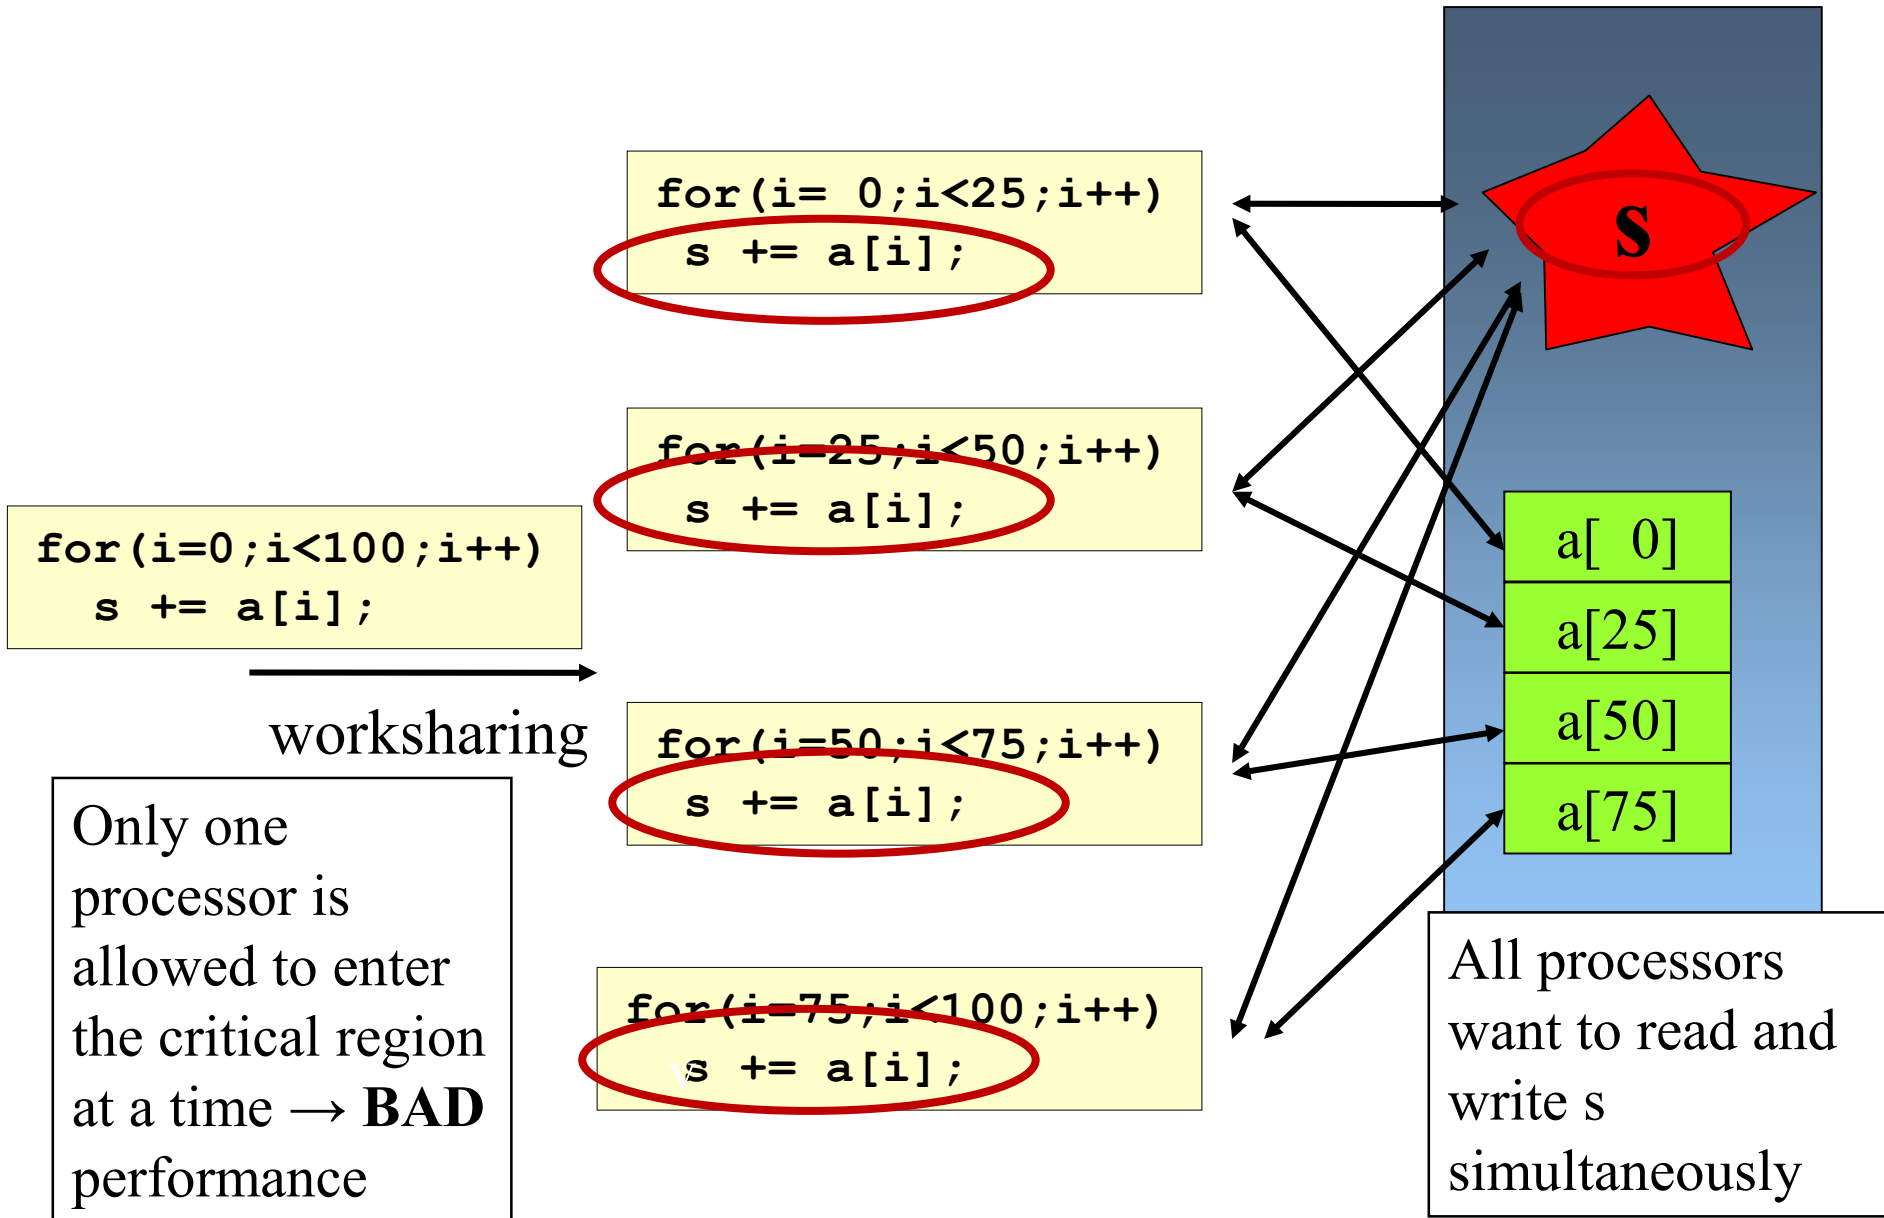 for(i= 0;i<25;i++)
s += a[i];
s
for(i=25;i<50;i++)
s += a[i];
for(i=0;i<100;i++)
s += a[i];
worksharing
for(i=50;i<75;i++)
s += a[i];
for(i=75;i<100;i++)
s += a[i];
v
a[ 0]
a[25]
a[50]
a[75]
Only one
processor is
allowed to enter
the critical region
at a time → BAD
performance
All processors
want to read and
write s
simultaneously